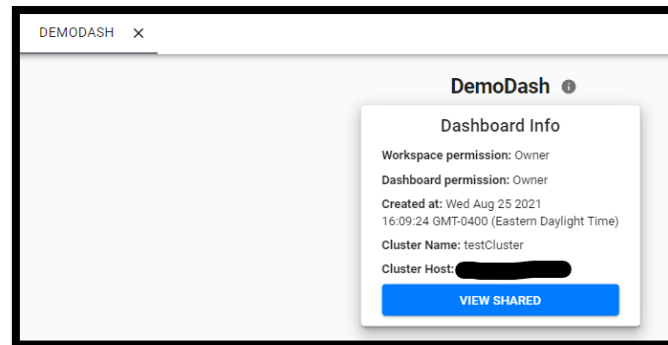 DEMODASH
DemoDash
Dashboard Info
Workspace permission: Owner
Dashboard permission: Owner
Created at: Wed Aug 25 2021
16:09:24 GMT-0400 (Eastern Daylight Time)
Cluster Name: testCluster
Cluster Host:
VIEW SHARED